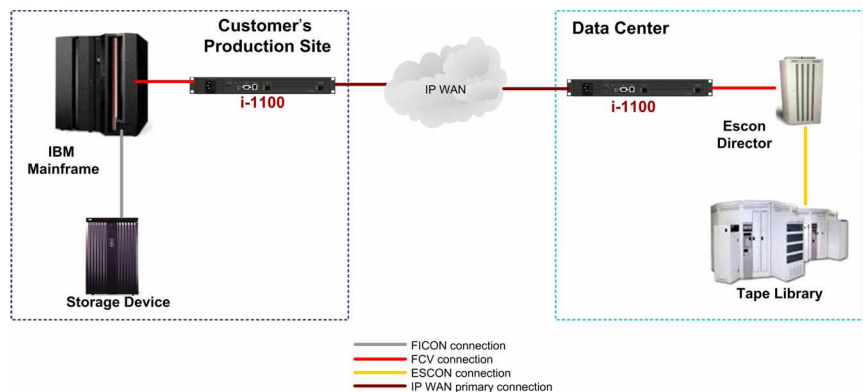 Customer's
Production Site
Data Center
IP WAN
i-1100
i-1100
IBM
Mainframe
Escon
Director
Storage Device
Tape Library
FICON connection
FCV connection
ESCON connection
IP WAN primary connection